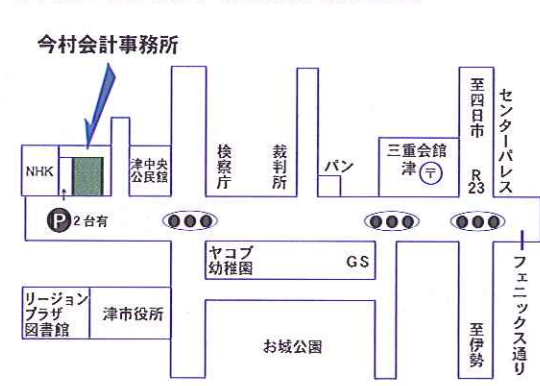 今村会計事務所
至四日市
R23
センターパレス
NHK
津中央
公民館
検察庁
裁判所
パン
三重会館
津〒
P2台有
ヤコブ
幼稚園
GS
フェニックス通り
リージョン
プラザ
図書館
津市役所
お城公園
至伊勢